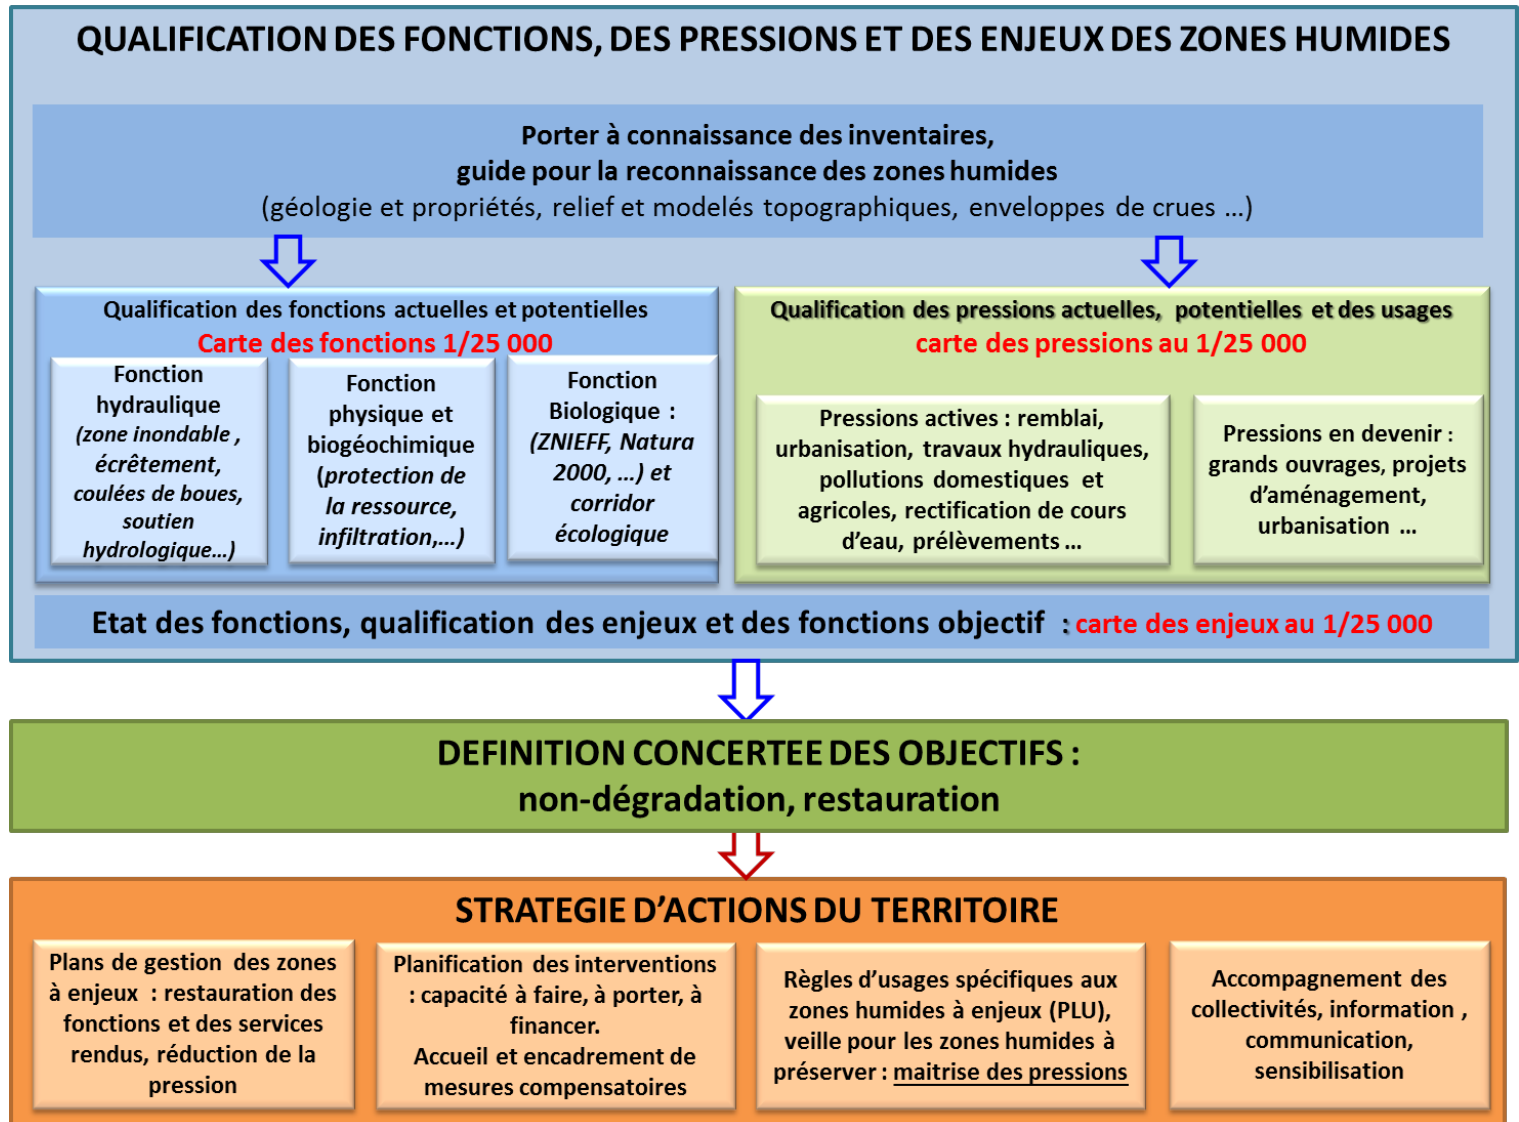 QUALIFICATION DES FONCTIONS, DES PRESSIONS ET DES ENJEUX DES ZONES HUMIDES
Porter à connaissance des inventaires,
guide pour la reconnaissance des zones humides
(géologie et propriétés, relief et modelés topographiques, enveloppes de crues ...)
Qualification des fonctions actuelles et potentielles
Carte des fonctions 1/25 000
Fonction
hydraulique
(zone inondable ,
écrêtement,
coulées de boues,
soutien
hydrologique...)
Fonction
physique et
biogéochimique
(protection de
la ressource,
infiltration,...)
Fonction
Biologique :
(ZNIEFF, Natura
2000, ...) et
corridor
écologique
Qualification des pressions actuelles, potentielles et des usages
carte des pressions au 1/25 000
Pressions actives : remblai,
urbanisation, travaux hydrauliques,
pollutions domestiques et
agricoles, rectification de cours
d'eau, prélèvements ...
Pressions en devenir :
grands ouvrages, projets
d'aménagement,
urbanisation ...
Etat des fonctions, qualification des enjeux et des fonctions objectif : carte des enjeux au 1/25 000
DEFINITION CONCERTEE DES OBJECTIFS :
non-dégradation, restauration
STRATEGIE D'ACTIONS DU TERRITOIRE
Plans de gestion des zones
à enjeux : restauration des
fonctions et des services
rendus, réduction de la
pression
Planification des interventions
: capacité à faire, à porter, à
financer.
Accueil et encadrement de
mesures compensatoires
Règles d'usages spécifiques aux
zones humides à enjeux (PLU),
veille pour les zones humides à
préserver : maitrise des pressions
Accompagnement des
collectivités, information ,
communication,
sensibilisation